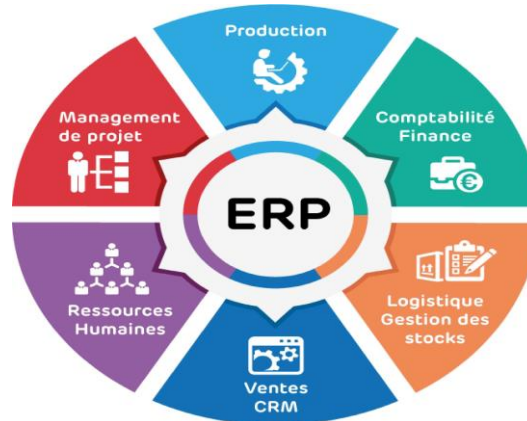 Production
Management
de projet
Comptabilité
Finance
ERP
Ressources
Humaines
Logistique
Gestion des
stocks
Ventes
CRM